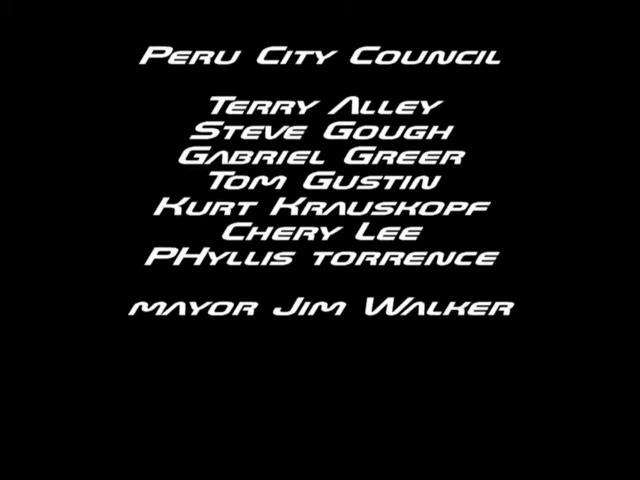 Peru City Council
Terry Alley
Steve Gough
Gabriel Greer
Tom Gustin
Kurt Krauskopf
Chery Lee
PHyllis torrence
mayor Jim Walker